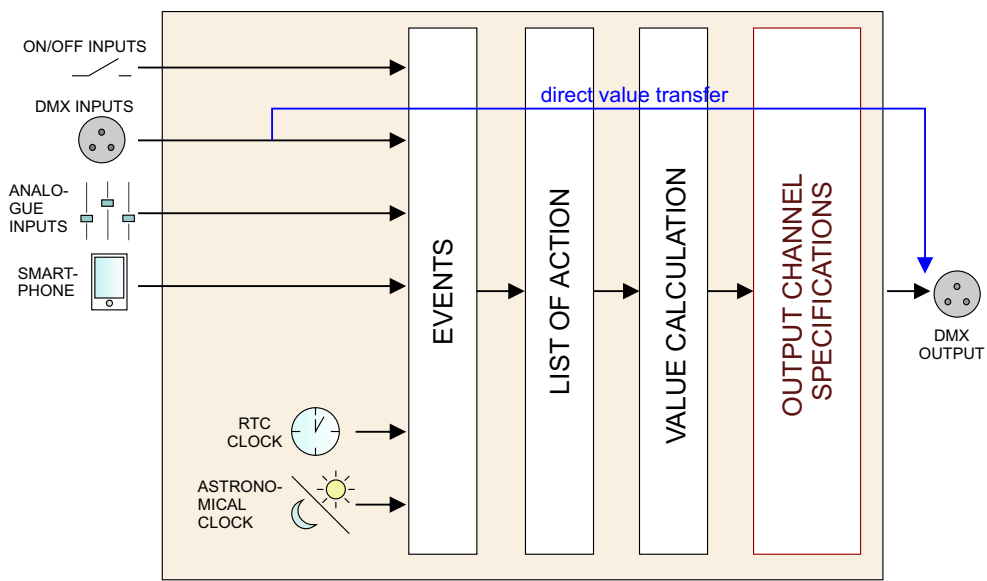 ON/OFF INPUTS
DMX INPUTS
ANALO-
GUE
INPUTS
SMART-
PHONE
RTC
CLOCK
ASTRONO-
MICAL
CLOCK
EVENTS
LIST OF ACTION
VALUE CALCULATION
OUTPUT CHANNEL
SPECIFICATIONS
direct value transfer
DMX
OUTPUT